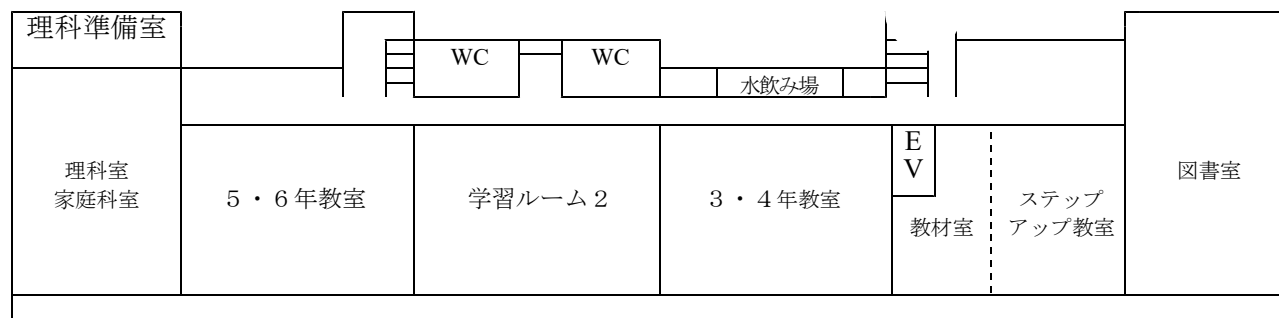 理科準備室
WC
WC
水飲み場
理科室
家庭科室
５・６年教室
学習ルーム２
３・４年教室
E
V
教材室
ステップ
アップ教室
図書室